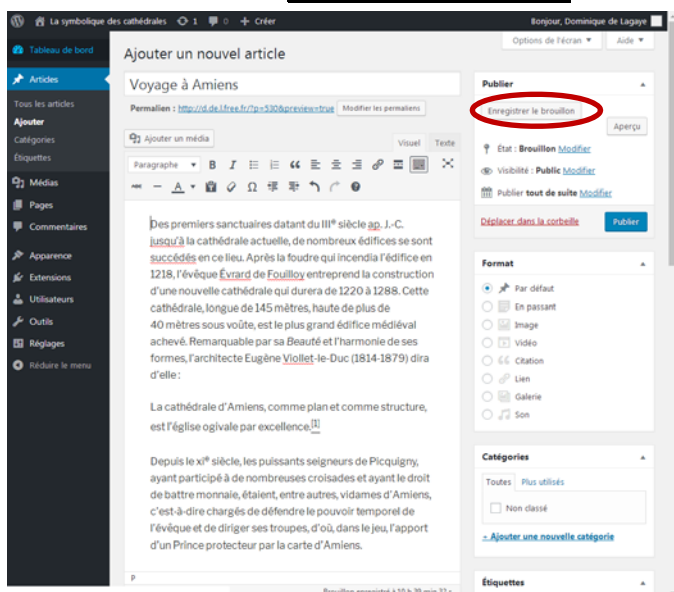 La symbolique des cathédrales 1 0 + Créer Bonjour, Dominique de Lagaye
Options de l'écran ▼ Aide ▼
Tableau de bord
Articles
Tous les articles
Ajouter
Catégories
Étiquettes
Médias
Pages
Commentaires
Apparence
Extensions
Utilisateurs
Outils
Réglages
Réduire le menu
Ajouter un nouvel article
Voyage à Amiens
Permalien : http://d.de.l.free.fr/?p=530&preview=true Modifier les permaliens
Ajouter un média
Visuel Texte
Paragraphe ▼ B I
A
Des premiers sanctuaires datant du IIIe siècle ap. J.-C.
jusqu'à la cathédrale actuelle, de nombreux édifices se sont
succédés en ce lieu. Après la foudre qui incendia l'édifice en
1218, l'évêque Évrard de Fouilloy entreprend la construction
d'une nouvelle cathédrale qui durera de 1220 à 1288. Cette
cathédrale, longue de 145 mètres, haute de plus de
40 mètres sous voûte, est le plus grand édifice médiéval
achevé. Remarquable par sa Beauté et l'harmonie de ses
formes, l'architecte Eugène Viollet-le-Duc (1814-1879) dira
d'elle :
La cathédrale d'Amiens, comme plan et comme structure,
est l'église ogivale par excellence.[1]
Depuis le xie siècle, les puissants seigneurs de Picquigny,
ayant participé à de nombreuses croisades et ayant le droit
de battre monnaie, étaient, entre autres, vidames d'Amiens,
c'est-à-dire chargés de défendre le pouvoir temporel de
l'évêque et de diriger ses troupes, d'où, dans le jeu, l'apport
d'un Prince protecteur par la carte d'Amiens.
P
Brouillon enregistré à 10 h 39 min 32 s
Publier
Enregistrer le brouillon
Aperçu
État : Brouillon Modifier
Visibilité : Public Modifier
Publier tout de suite Modifier
Déplacer dans la corbeille Publier
Format
Par défaut
En passant
Image
Vidéo
Citation
Lien
Galerie
Son
Catégories
Toutes Plus utilisés
Non classé
+ Ajouter une nouvelle catégorie
Étiquettes